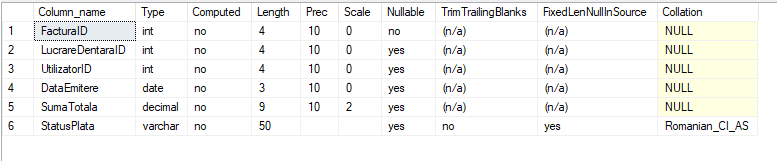 Column_name Type Computed Length Prec Scale Nullable TrimTrailingBlanks FixedLenNullInSource Collation
1 FacturaID int no 4 10 0 no (n/a) (n/a) NULL
2 LucrareDentaraID int no 4 10 0 yes (n/a) (n/a) NULL
3 UtilizatorID int no 4 10 0 yes (n/a) (n/a) NULL
4 DataEmitere date no 3 10 0 yes (n/a) (n/a) NULL
5 SumaTotala decimal no 9 10 2 yes (n/a) (n/a) NULL
6 StatusPlata varchar no 50 yes no yes Romanian_CI_AS